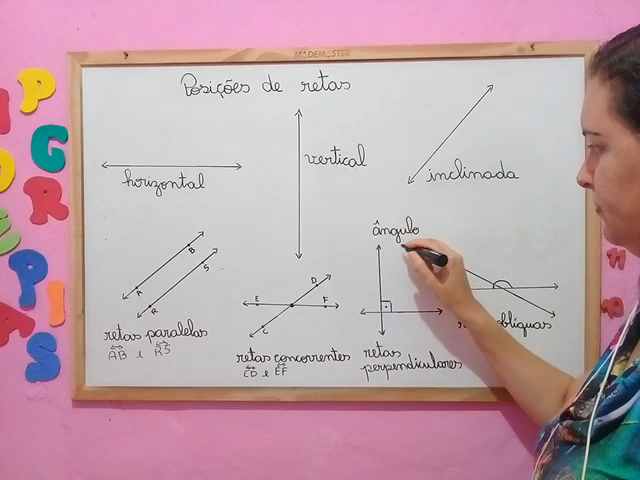 MADEMASTER
Posições de retas
horizontal
vertical
inclinada
A B
R S
retas paralelas
AB e RS
E D
C F
retas concorrentes
CD e EF
ângulo
retas
perpendiculares
oblíquas
P
G
R
P
S